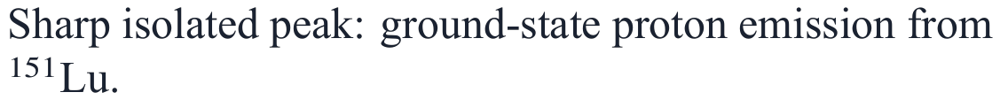 Sharp isolated peak: ground-state proton emission from
¹⁵¹Lu.